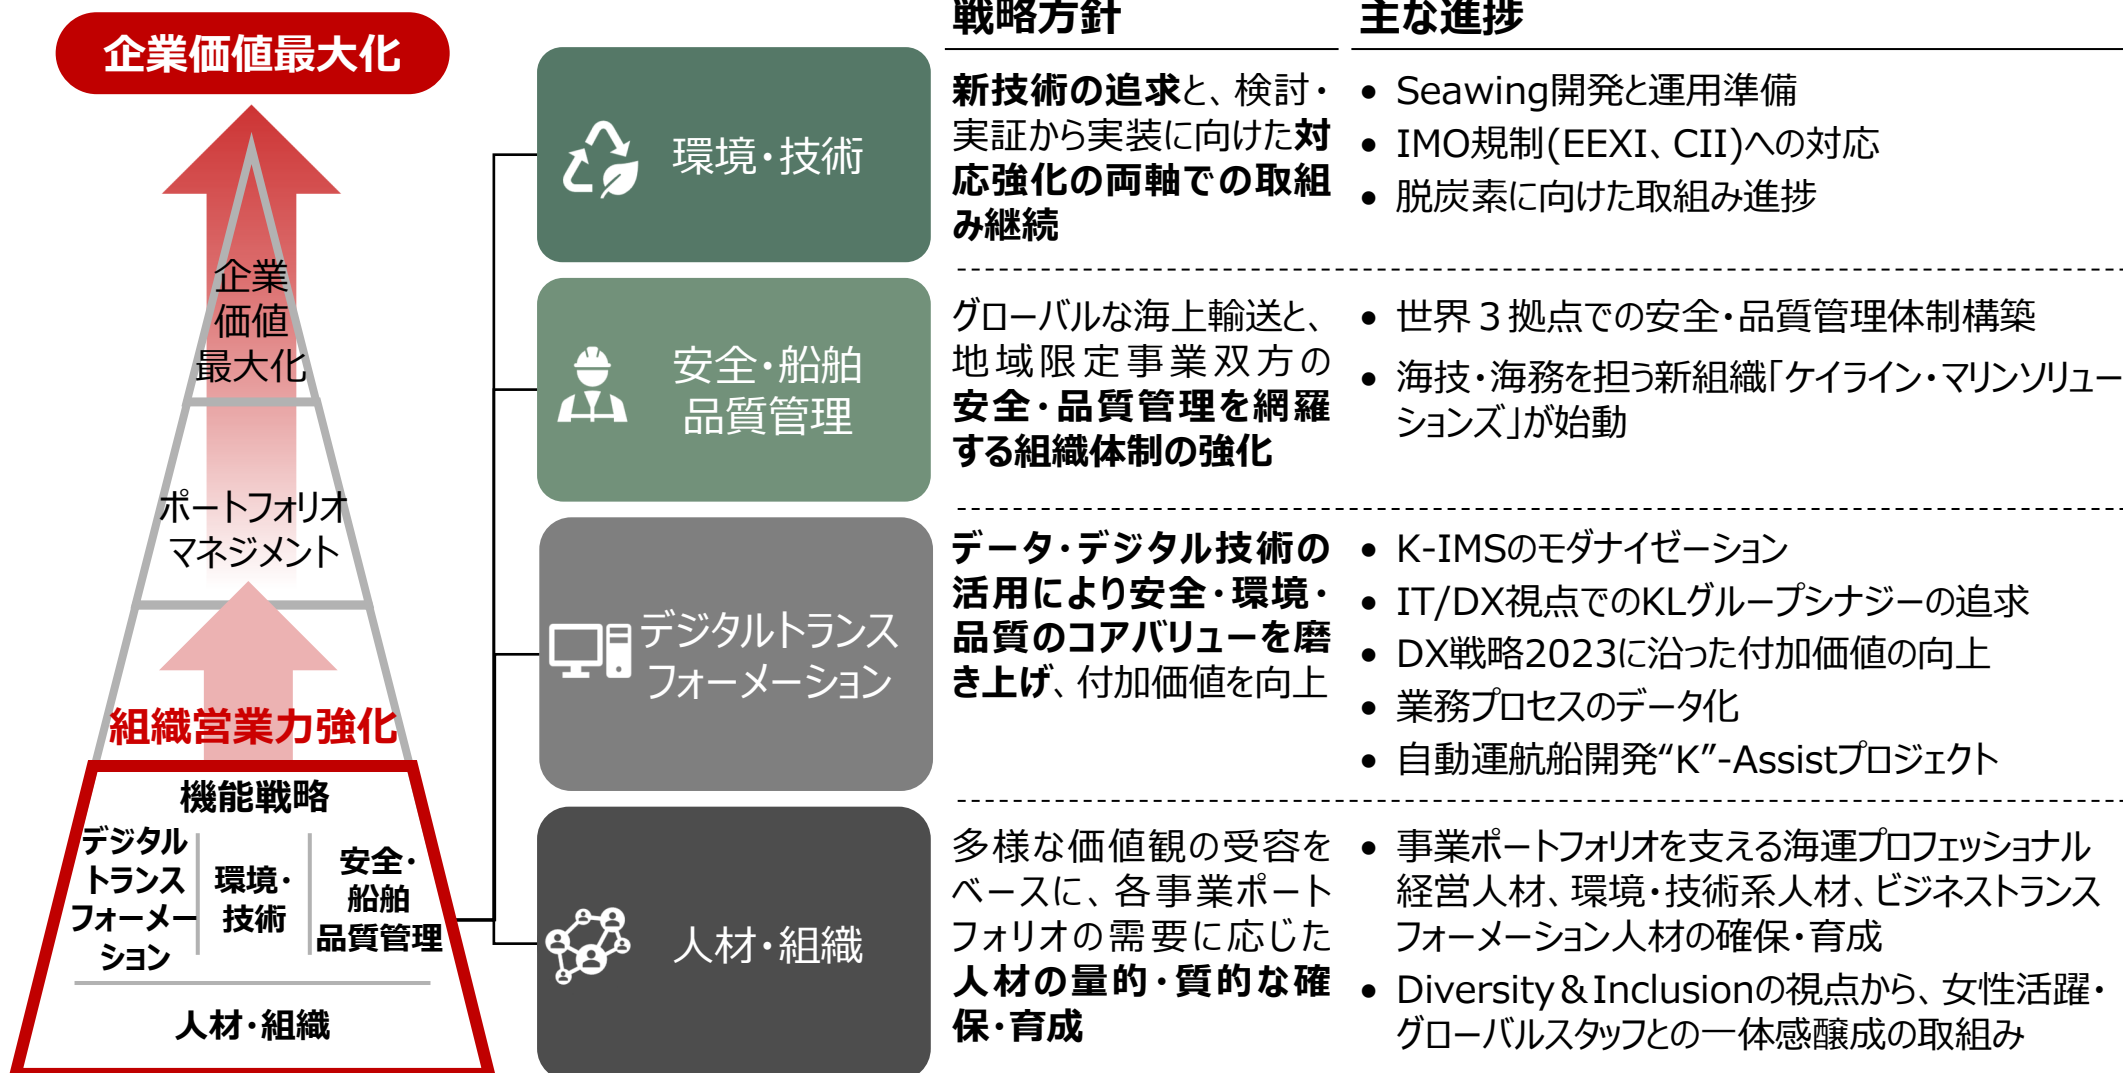 企業価値最大化
企業
価値
最大化
ポートフォリオ
マネジメント
組織営業力強化
機能戦略
デジタル
トランス
フォーメー
ション
環境・
技術
安全・
船舶
品質管理
人材・組織
戦略方針
主な進捗
環境・技術
新技術の追求と、検討・
実証から実装に向けた対
応強化の両軸での取組
み継続
• Seawing開発と運用準備
• IMO規制(EEXI、CII)への対応
• 脱炭素に向けた取組み進捗
安全・船舶
品質管理
グローバルな海上輸送と、
地域限定事業双方の
安全・品質管理を網羅
する組織体制の強化
• 世界３拠点での安全・品質管理体制構築
• 海技・海務を担う新組織「ケイライン・マリンソリュー
ションズ」が始動
デジタルトランス
フォーメーション
データ・デジタル技術の
活用により安全・環境・
品質のコアバリューを磨
き上げ、付加価値を向上
• K-IMSのモダナイゼーション
• IT/DX視点でのKLグループシナジーの追求
• DX戦略2023に沿った付加価値の向上
• 業務プロセスのデータ化
• 自動運航船開発“K”-Assistプロジェクト
人材・組織
多様な価値観の受容を
ベースに、各事業ポート
フォリオの需要に応じた
人材の量的・質的な確
保・育成
• 事業ポートフォリオを支える海運プロフェッショナル
経営人材、環境・技術系人材、ビジネストランス
フォーメーション人材の確保・育成
• Diversity＆Inclusionの視点から、女性活躍・
グローバルスタッフとの一体感醸成の取組み